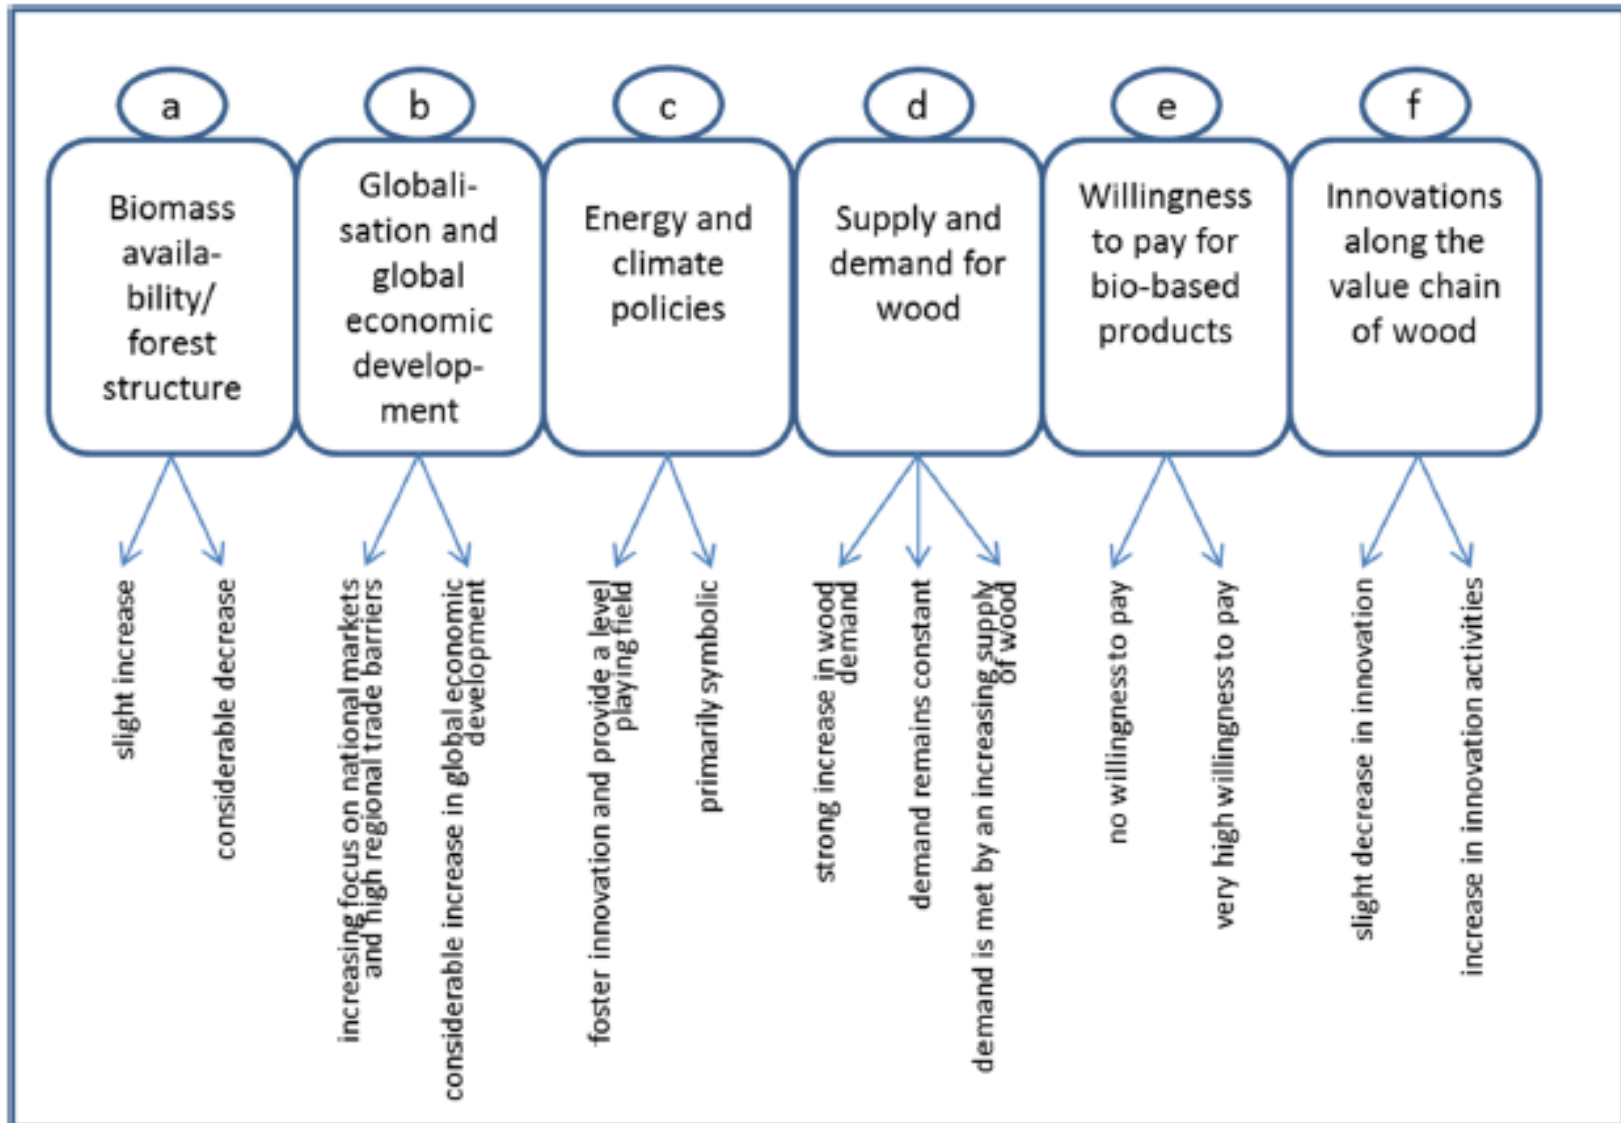 a
Biomass
availa-
bility/
forest
structure
b
Globali-
sation and
global
economic
develop-
ment
c
Energy and
climate
policies
d
Supply and
demand for
wood
e
Willingness
to pay for
bio-based
products
f
Innovations
along the
value chain
of wood
slight increase
considerable decrease
increasing focus on national markets
and high regional trade barriers
considerable increase in global economic
development
foster innovation and provide a level
playing field
primarily symbolic
strong increase in wood
demand
demand remains constant
demand is met by an increasing supply
of wood
no willingness to pay
very high willingness to pay
slight decrease in innovation
increase in innovation activities